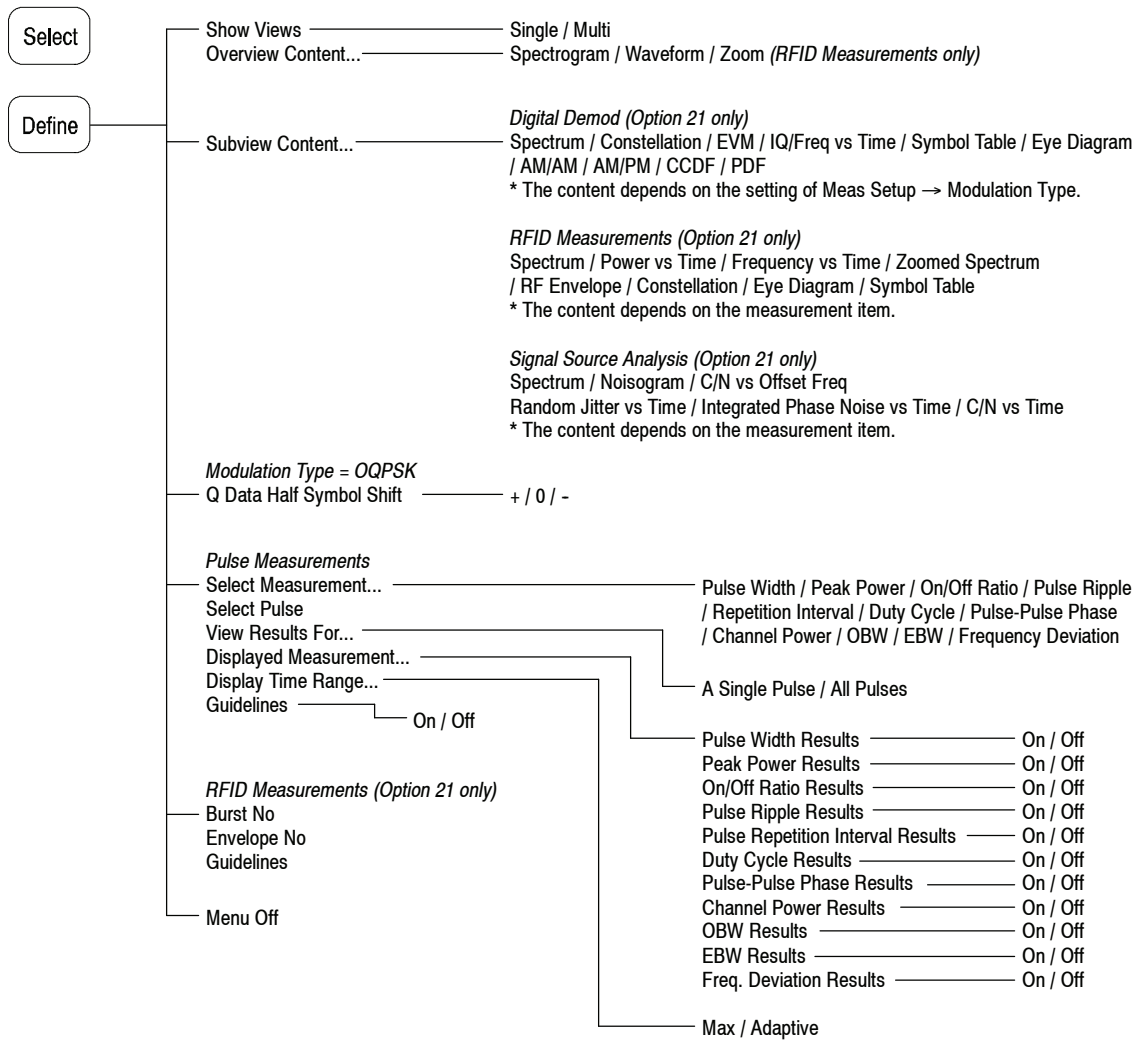 Select
Show Views Single / Multi
Overview Content... Spectrogram / Waveform / Zoom (RFID Measurements only)
Define
Digital Demod (Option 21 only)
Subview Content... Spectrum / Constellation / EVM / IQ/Freq vs Time / Symbol Table / Eye Diagram
/ AM/AM / AM/PM / CCDF / PDF
* The content depends on the setting of Meas Setup → Modulation Type.
RFID Measurements (Option 21 only)
Spectrum / Power vs Time / Frequency vs Time / Zoomed Spectrum
/ RF Envelope / Constellation / Eye Diagram / Symbol Table
* The content depends on the measurement item.
Signal Source Analysis (Option 21 only)
Spectrum / Noisogram / C/N vs Offset Freq
Random Jitter vs Time / Integrated Phase Noise vs Time / C/N vs Time
* The content depends on the measurement item.
Modulation Type = OQPSK
Q Data Half Symbol Shift + / 0 / -
Pulse Measurements
Select Measurement... Pulse Width / Peak Power / On/Off Ratio / Pulse Ripple
/ Repetition Interval / Duty Cycle / Pulse-Pulse Phase
/ Channel Power / OBW / EBW / Frequency Deviation
Select Pulse
View Results For...
Displayed Measurement...
Display Time Range...
Guidelines On / Off
A Single Pulse / All Pulses
Pulse Width Results On / Off
Peak Power Results On / Off
On/Off Ratio Results On / Off
Pulse Ripple Results On / Off
Pulse Repetition Interval Results On / Off
Duty Cycle Results On / Off
Pulse-Pulse Phase Results On / Off
Channel Power Results On / Off
OBW Results On / Off
EBW Results On / Off
Freq. Deviation Results On / Off
RFID Measurements (Option 21 only)
Burst No
Envelope No
Guidelines
Menu Off
Max / Adaptive